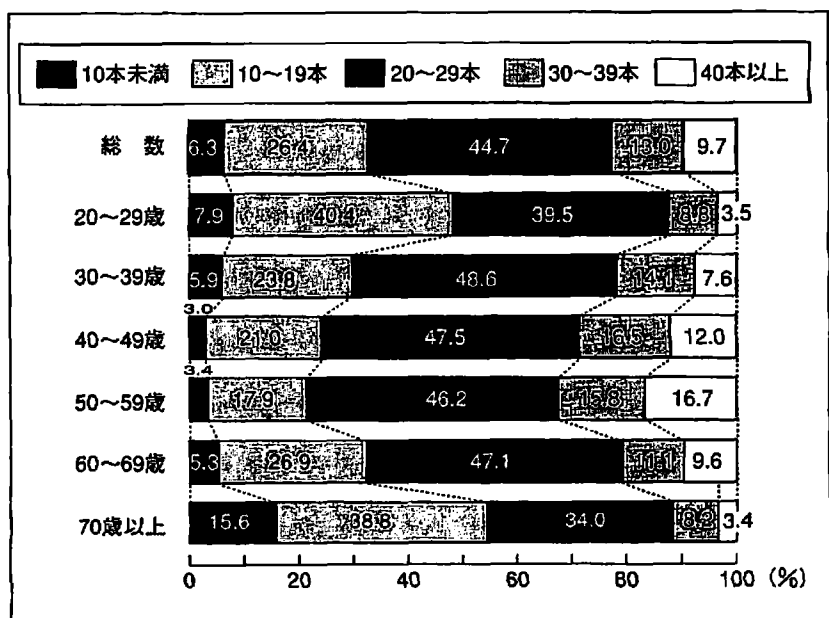 10本未満 10～19本 20～29本 30～39本 40本以上
総 数 6.3 26.4 44.7 13.0 9.7
20～29歳 7.9 40.4 39.5 8.8 3.5
30～39歳 5.9 23.8 48.6 14.1 7.6
40～49歳 3.0 21.0 47.5 16.5 12.0
50～59歳 3.4 17.9 46.2 15.8 16.7
60～69歳 5.3 26.9 47.1 11.1 9.6
70歳以上 15.6 38.8 34.0 8.2 3.4
0 20 40 60 80 100 (%)